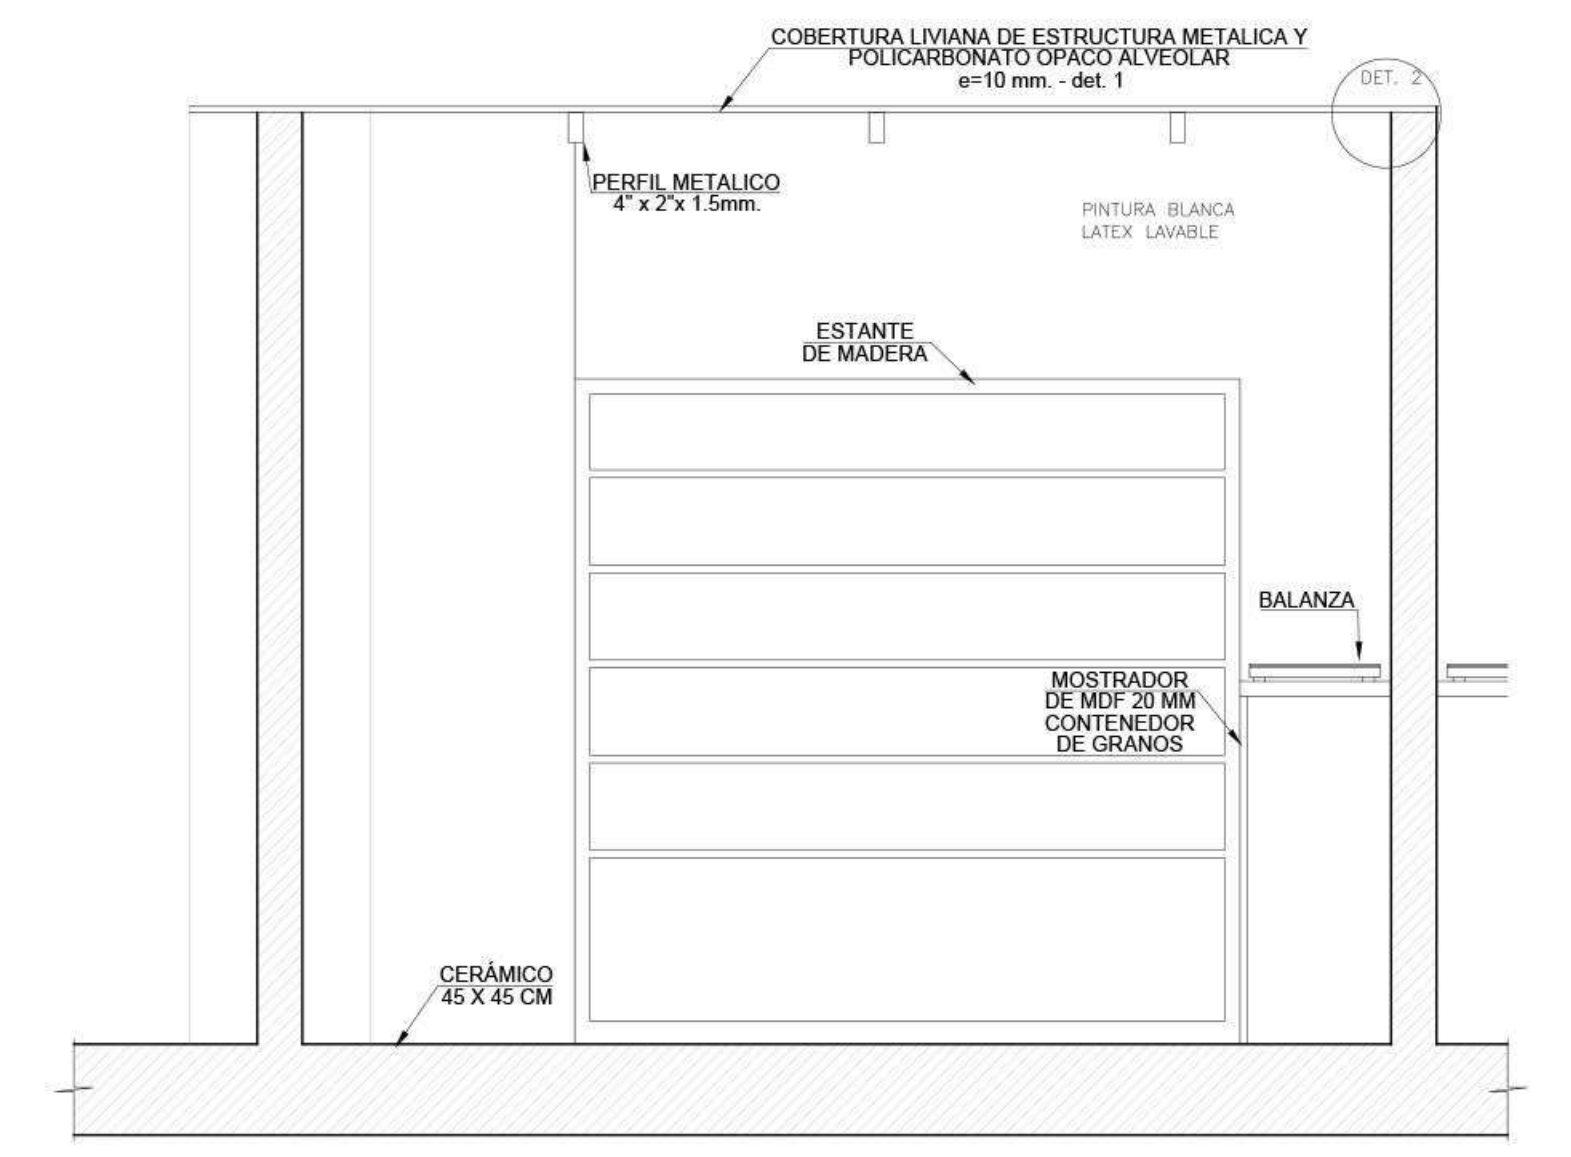 COBERTURA LIVIANA DE ESTRUCTURA METALICA Y
POLICARBONATO OPACO ALVEOLAR
e=10 mm. - det. 1
DET. 2
PERFIL METALICO
4" x 2"x 1.5mm.
PINTURA BLANCA
LATEX LAVABLE
ESTANTE
DE MADERA
BALANZA
MOSTRADOR
DE MDF 20 MM
CONTENEDOR
DE GRANOS
CERÁMICO
45 X 45 CM